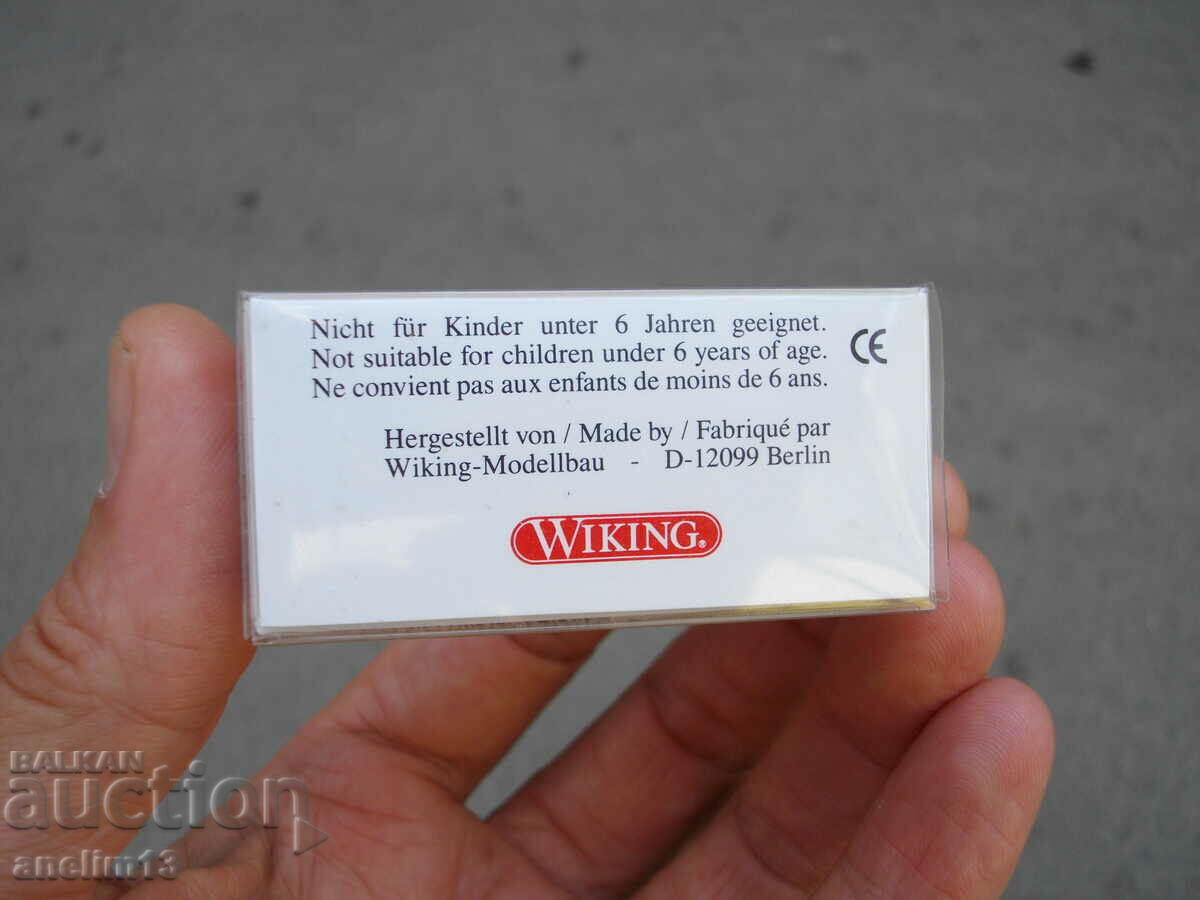 Nicht für Kinder unter 6 Jahren geeignet.
Not suitable for children under 6 years of age.
Ne convient pas aux enfants de moins de 6 ans.
CE
Hergestellt von / Made by / Fabriqué par
Wiking-Modellbau - D-12099 Berlin
WIKING®
BALKAN
auction
anelim13